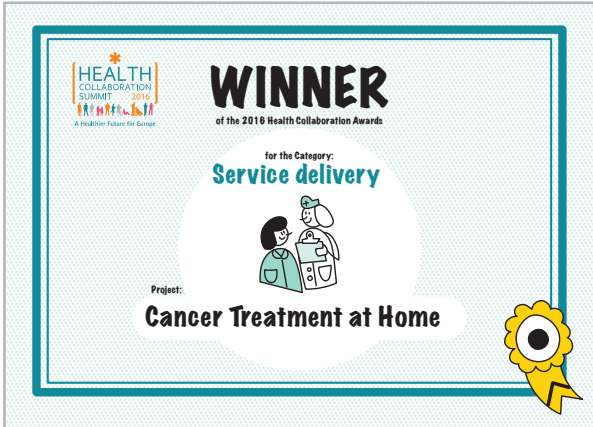 HEALTH
COLLABORATION
SUMMIT 2016
A Healthier Future for Europe
WINNER
of the 2016 Health Collaboration Awards
for the Category:
Service delivery
Project:
Cancer Treatment at Home